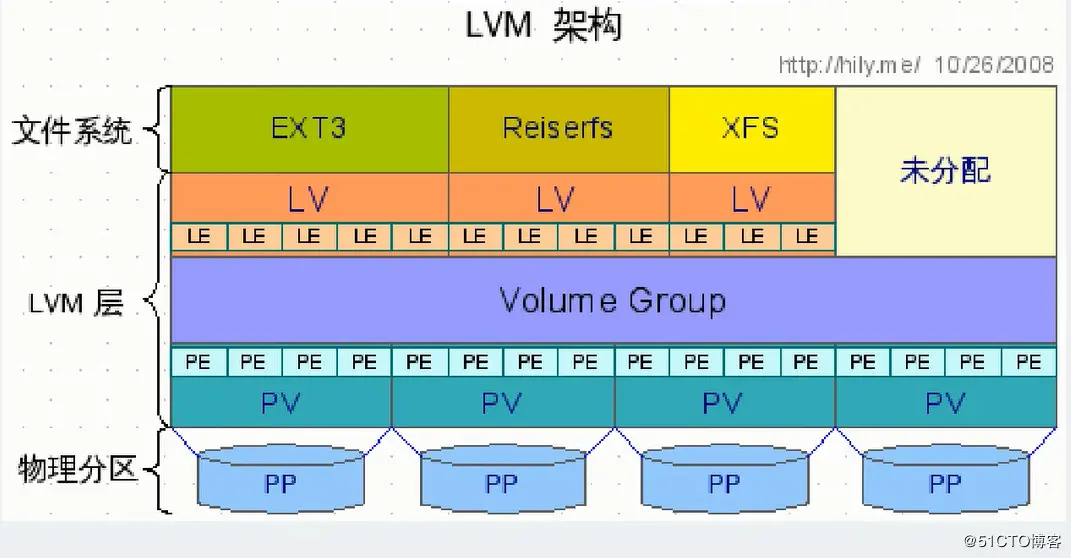 LVM 架构
http://hily.me/ 10/26/2008
文件系统 EXT3 Reiserfs XFS
未分配
LV LV LV
LE LE LE LE LE LE LE LE LE LE LE LE
LVM 层 Volume Group
PE PE PE PE PE PE PE PE PE PE PE PE PE PE PE PE
PV PV PV PV
物理分区 PP PP PP PP
@51CTO博客